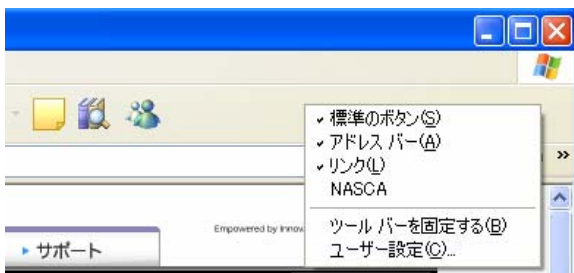 標準のボタン(S)
アドレス バー(A)
リンク(L)
NASCA
ツール バーを固定する(B)
ユーザー設定(C)...
»
Empowered by Innov
サポート